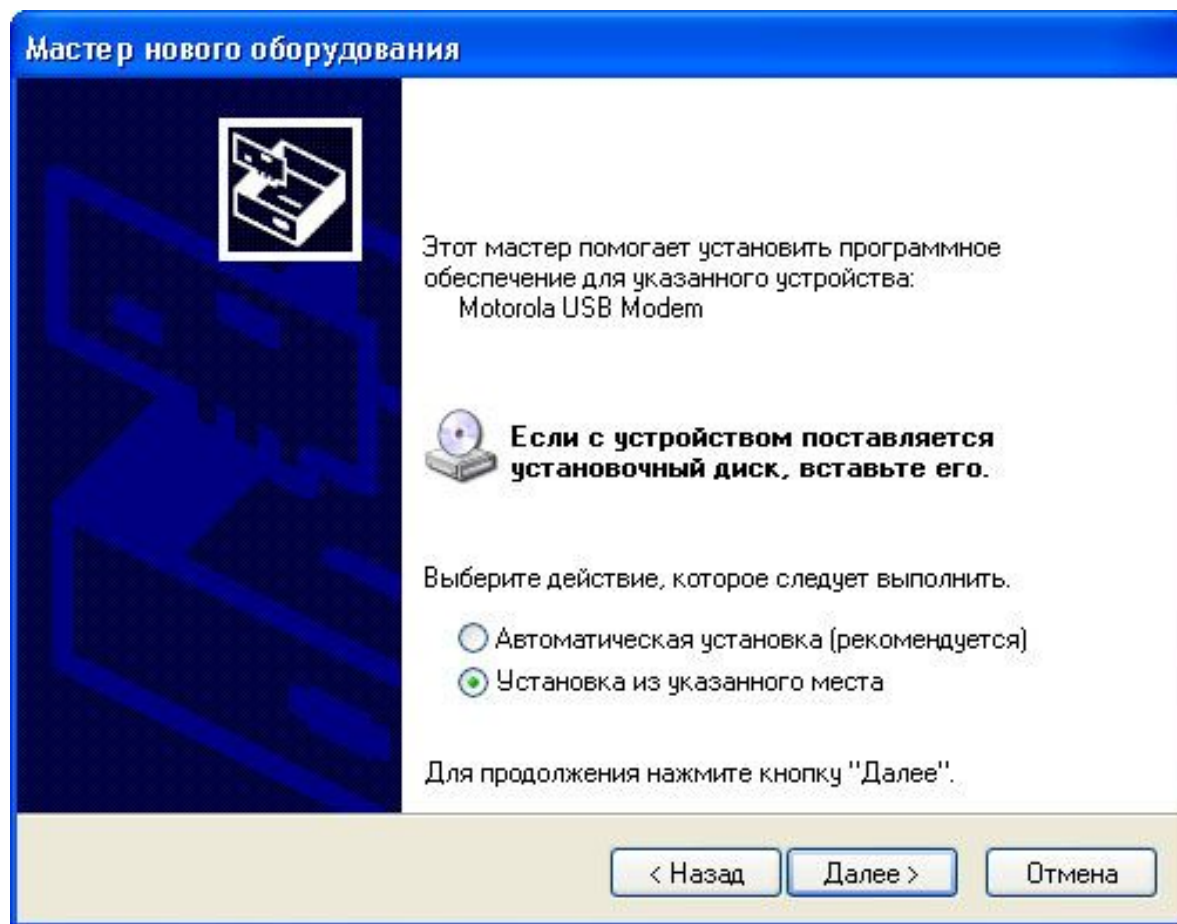 Мастер нового оборудования
Этот мастер помогает установить программное
обеспечение для указанного устройства:
Motorola USB Modem
Если с устройством поставляется
установочный диск, вставьте его.
Выберите действие, которое следует выполнить.
Автоматическая установка (рекомендуется)
Установка из указанного места
Для продолжения нажмите кнопку "Далее".
< Назад Далее > Отмена